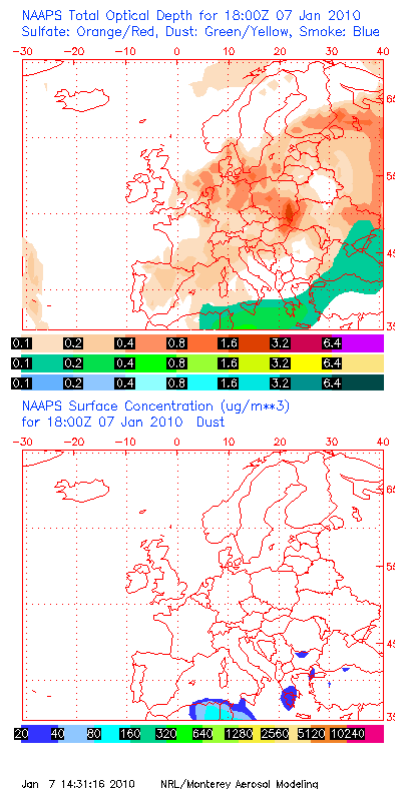 NAAPS Total Optical Depth for 18:00Z 07 Jan 2010
Sulfate: Orange/Red, Dust: Green/Yellow, Smoke: Blue
-30 -20 -10 0 10 20 30 40
65
55
45
35
0.1 0.2 0.4 0.8 1.6 3.2 6.4
0.1 0.2 0.4 0.8 1.6 3.2 6.4
0.1 0.2 0.4 0.8 1.6 3.2 6.4
NAAPS Surface Concentration (ug/m**3)
for 18:00Z 07 Jan 2010 Dust
-30 -20 -10 0 10 20 30 40
65
55
45
35
20 40 80 160 320 640 1280 2560 5120 10240
Jan 7 14:31:16 2010 NRL/Monterey Aerosol Modeling